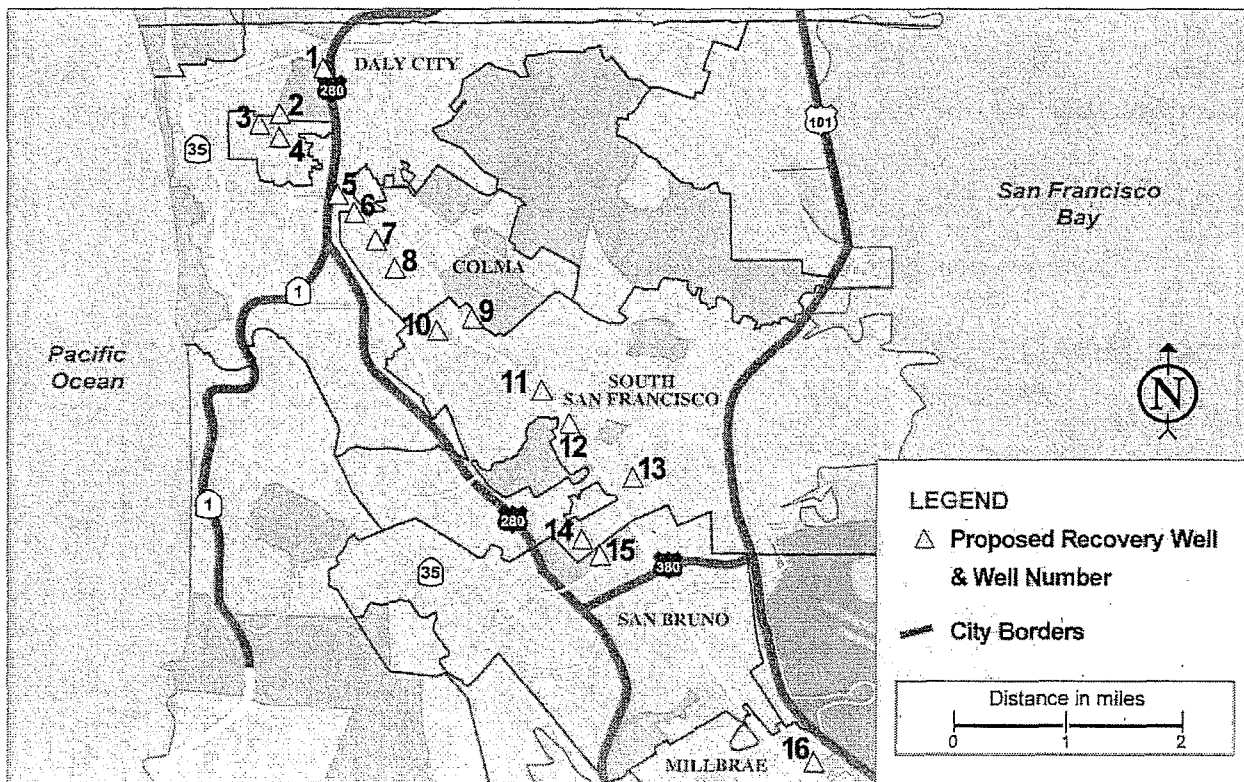 1
DALY CITY
280
101
2
3
4
35
San Francisco
Bay
5
6
7
8
COLMA
1
9
10
Pacific
Ocean
11
SOUTH
SAN FRANCISCO
N
12
13
1
280
14
15
380
35
SAN BRUNO
16
MILLBRAE
LEGEND
Proposed Recovery Well
& Well Number
City Borders
Distance in miles
0 1 2